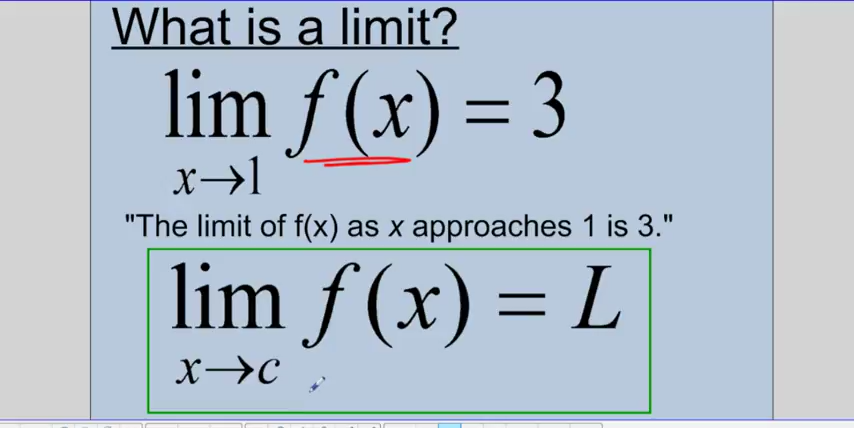 What is a limit?
lim f(x) = 3
x→1
"The limit of f(x) as x approaches 1 is 3."
lim f(x) = L
x→c